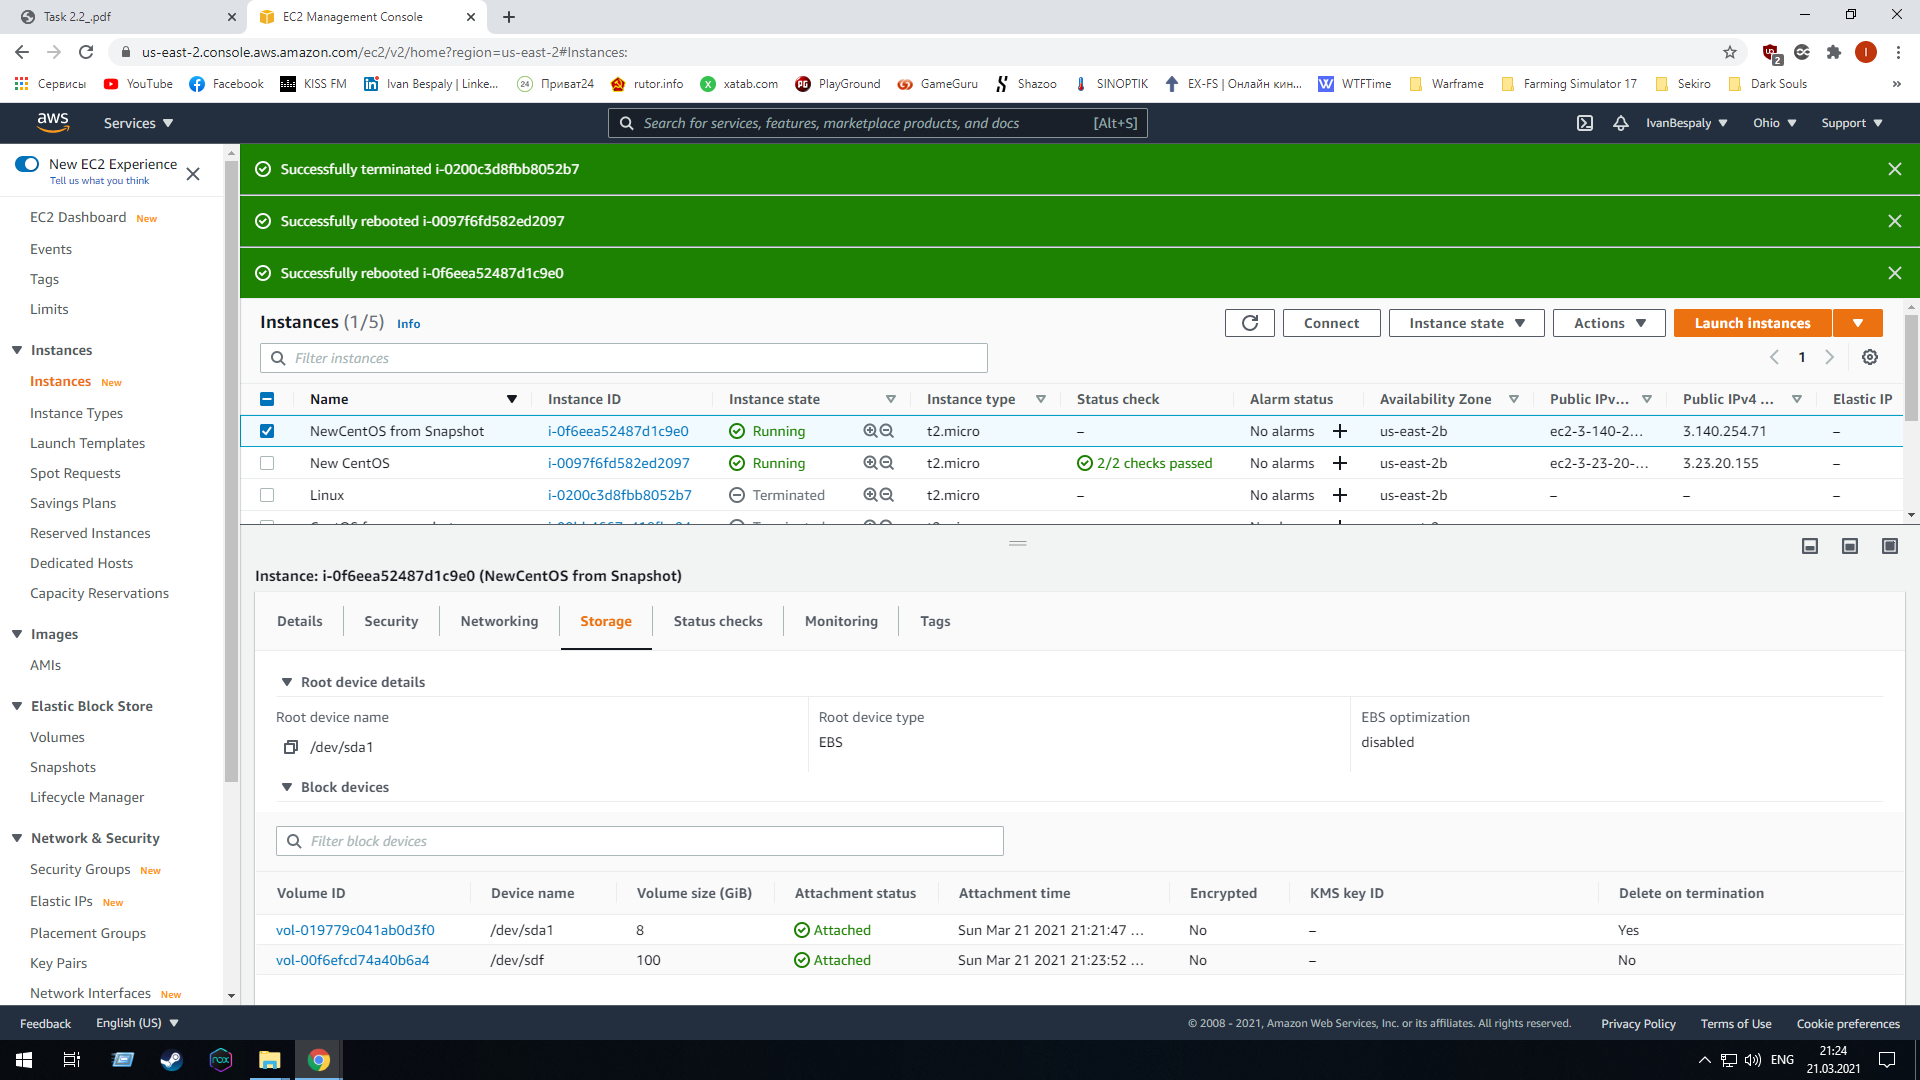 Task 2.2_.pdf
EC2 Management Console
us-east-2.console.aws.amazon.com/ec2/v2/home?region=us-east-2#Instances:
2
I
Сервисы YouTube Facebook KISS FM Ivan Bespaly | Linke... 24 Приват24 rutor.info xatab.com PlayGround GameGuru Shazoo SINOPTIK EX-FS | Онлайн кин... WTFTime Warframe Farming Simulator 17 Sekiro Dark Souls »
aws Services Search for services, features, marketplace products, and docs [Alt+S] IvanBespaly Ohio Support
New EC2 Experience
Tell us what you think
EC2 Dashboard New
Events
Tags
Limits
Instances
Instances New
Instance Types
Launch Templates
Spot Requests
Savings Plans
Reserved Instances
Dedicated Hosts
Capacity Reservations
Images
AMIs
Elastic Block Store
Volumes
Snapshots
Lifecycle Manager
Network & Security
Security Groups New
Elastic IPs New
Placement Groups
Key Pairs
Network Interfaces New
Successfully terminated i-0200c3d8fbb8052b7
Successfully rebooted i-0097f6fd582ed2097
Successfully rebooted i-0f6eea52487d1c9e0
Instances (1/5) Info
Connect Instance state Actions Launch instances
Filter instances
1
Name Instance ID Instance state Instance type Status check Alarm status Availability Zone Public IPv... Public IPv4 ... Elastic IP
NewCentOS from Snapshot i-0f6eea52487d1c9e0 Running t2.micro – No alarms us-east-2b ec2-3-140-2... 3.140.254.71 –
New CentOS i-0097f6fd582ed2097 Running t2.micro 2/2 checks passed No alarms us-east-2b ec2-3-23-20-... 3.23.20.155 –
Linux i-0200c3d8fbb8052b7 Terminated t2.micro – No alarms us-east-2b – – –
Instance: i-0f6eea52487d1c9e0 (NewCentOS from Snapshot)
Details Security Networking Storage Status checks Monitoring Tags
Root device details
Root device name Root device type EBS optimization
/dev/sda1 EBS disabled
Block devices
Filter block devices
Volume ID Device name Volume size (GiB) Attachment status Attachment time Encrypted KMS key ID Delete on termination
vol-019779c041ab0d3f0 /dev/sda1 8 Attached Sun Mar 21 2021 21:21:47 ... No – Yes
vol-00f6efcd74a40b6a4 /dev/sdf 100 Attached Sun Mar 21 2021 21:23:52 ... No – No
Feedback English (US) © 2008 - 2021, Amazon Web Services, Inc. or its affiliates. All rights reserved. Privacy Policy Terms of Use Cookie preferences
ENG
21:24
21.03.2021